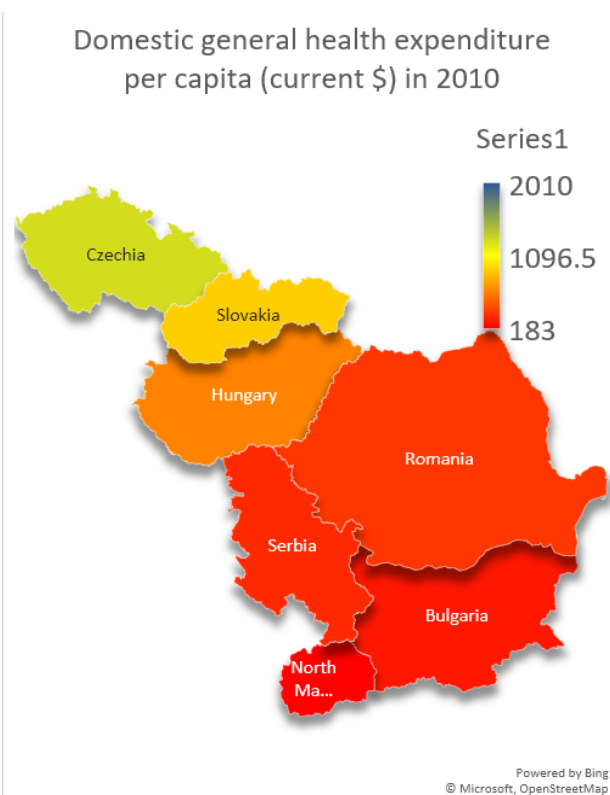 Domestic general health expenditure
per capita (current $) in 2010
Series1
2010
1096.5
183
Czechia
Slovakia
Hungary
Romania
Serbia
Bulgaria
North
Ma...
Powered by Bing
© Microsoft, OpenStreetMap